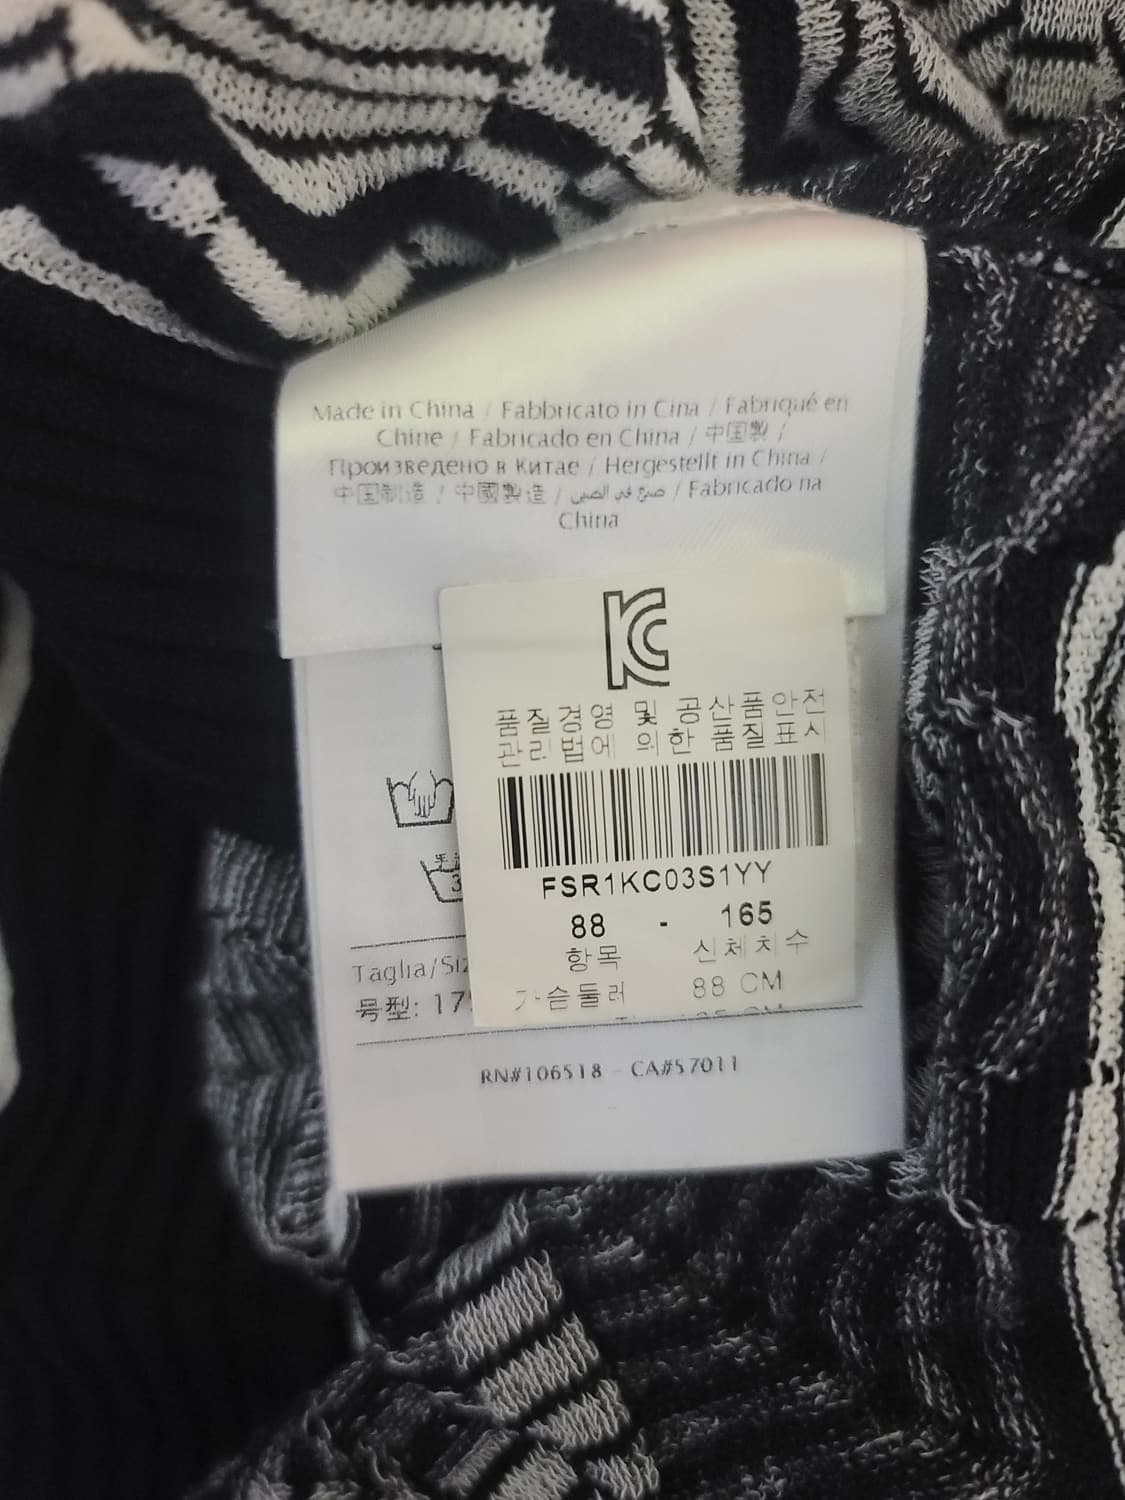 Made in China / Fabbricato in Cina / Fabriqué en
Chine / Fabricado en China / 中国製 /
Произведено в Китае / Hergestellt in China /
中国制造 / 中國製造 / صنع في الصين / Fabricado na
China
KC
품질경영 및 공산품안전
관리법에 의한 품질표시
FSR1KC03S1YY
88 - 165
항목 신체치수
가슴둘러 88 CM
Taglia/Siz
号型: 17
RN#106518 - CA#57011